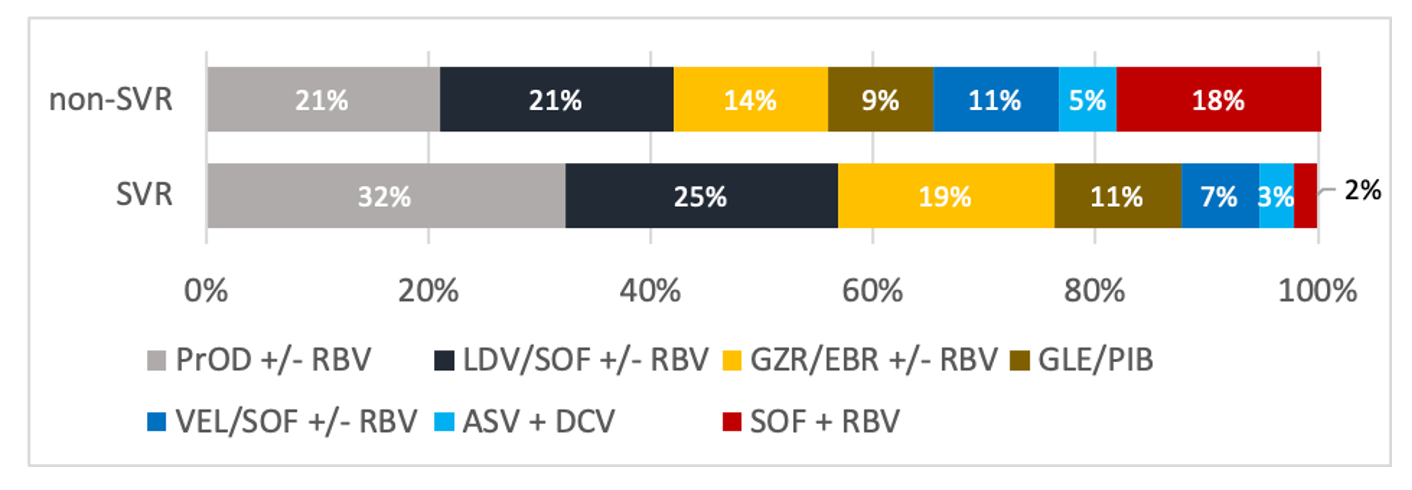 non-SVR 21% 21% 14% 9% 11% 5% 18%
SVR 32% 25% 19% 11% 7% 3% 2%
0% 20% 40% 60% 80% 100%
PrOD +/- RBV LDV/SOF +/- RBV GZR/EBR +/- RBV GLE/PIB
VEL/SOF +/- RBV ASV + DCV SOF + RBV